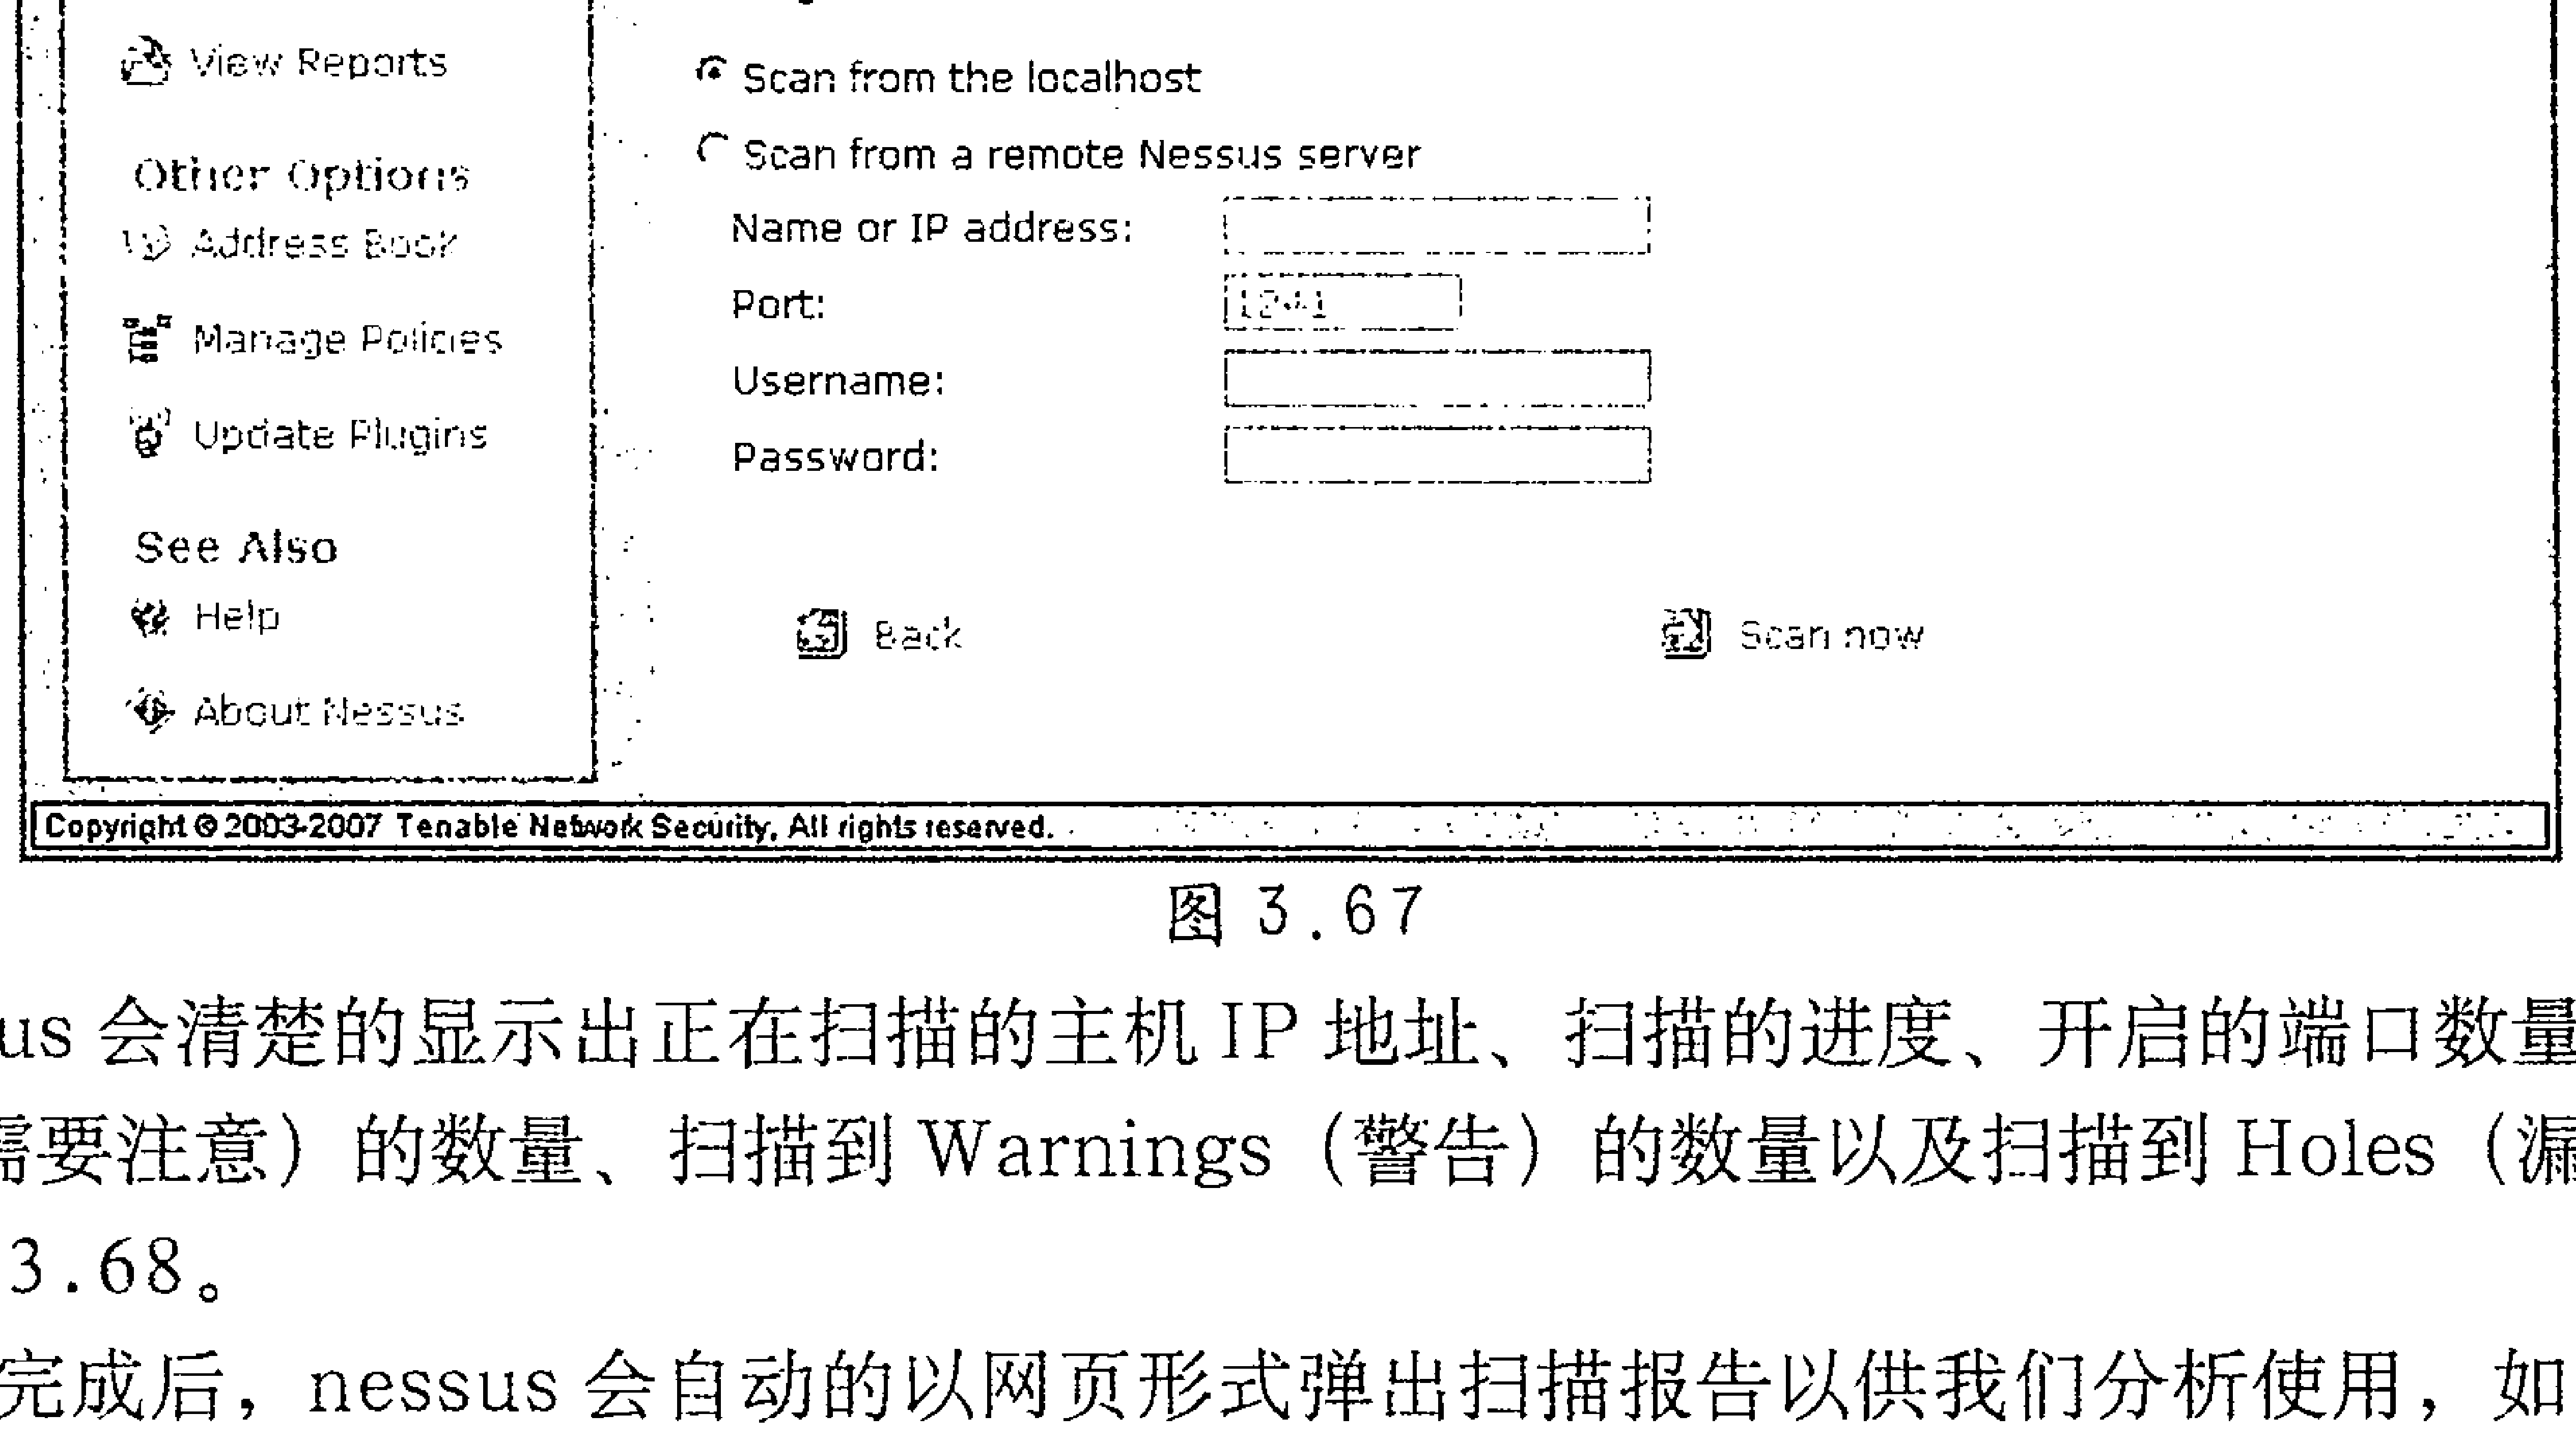 View Reports
Other Options
Address Book
Manage Policies
Update Plugins
See Also
Help
About Nessus
Scan from the localhost
Scan from a remote Nessus server
Name or IP address:
Port:
1241
Username:
Password:
Back
Scan now
Copyright © 2003-2007 Tenable Network Security, All rights reserved.
图 3.67
us 会清楚的显示出正在扫描的主机 IP 地址、扫描的进度、开启的端口数量
需要注意）的数量、扫描到 Warnings（警告）的数量以及扫描到 Holes（漏
3.68。
完成后，nessus 会自动的以网页形式弹出扫描报告以供我们分析使用，如